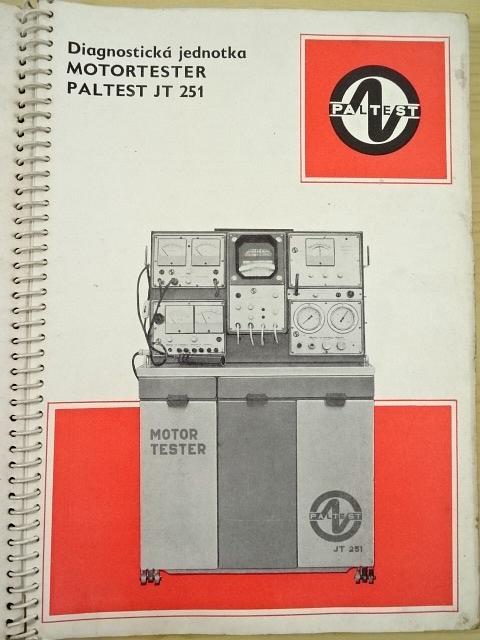 Diagnostická jednotka
MOTORTESTER
PALTEST JT 251
PALTEST
MOTOR
TESTER
PALTEST
JT 251